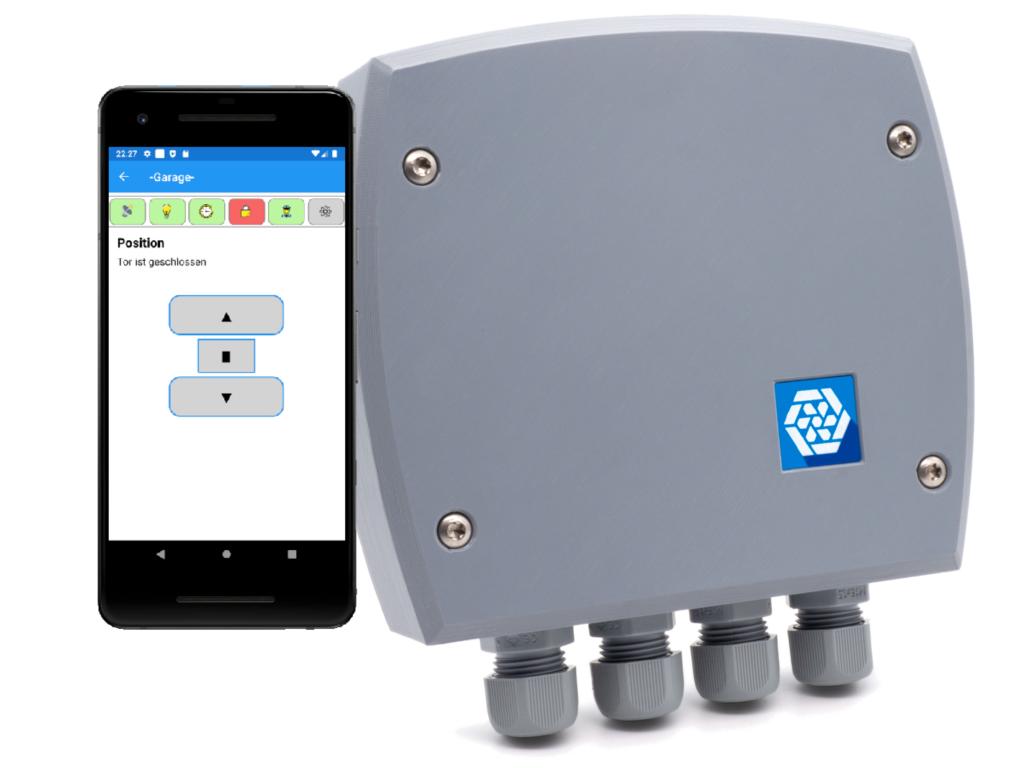 22.27
-Garage-
Position
Tor ist geschlossen